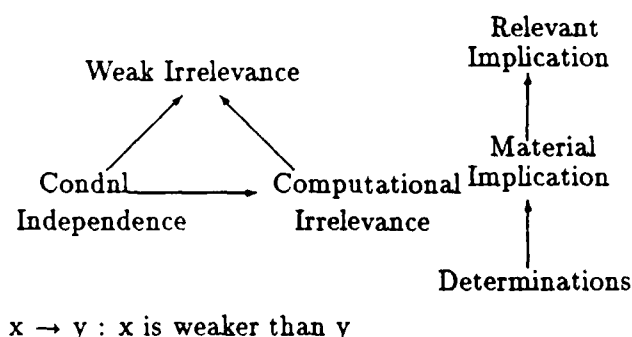 Weak Irrelevance
Condnl
Independence
Computational
Irrelevance
Relevant
Implication
Material
Implication
Determinations
x → y : x is weaker than y